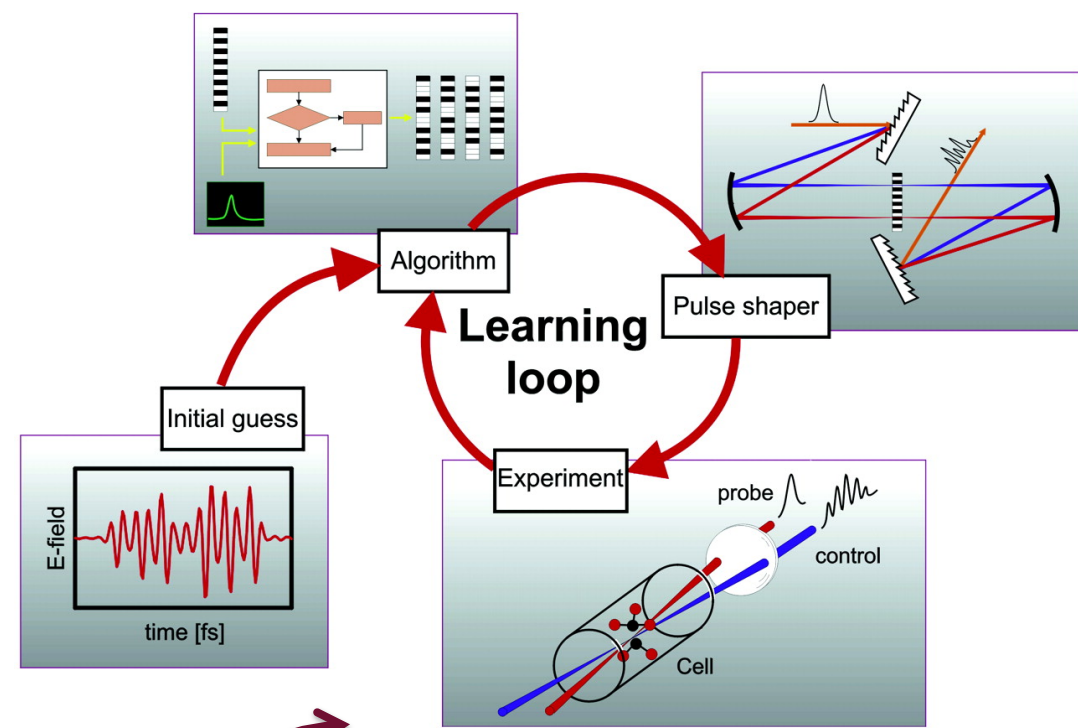 Algorithm
Pulse shaper
Learning
loop
Initial guess
Experiment
E-field
time [fs]
probe
control
Cell